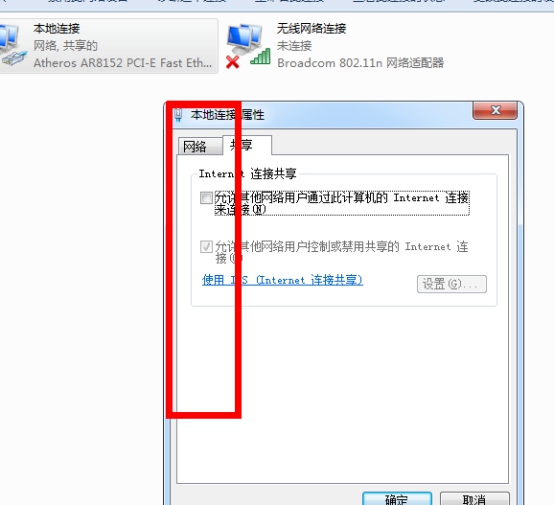 本地连接
网络, 共享的
Atheros AR8152 PCI-E Fast Eth...
无线网络连接
未连接
Broadcom 802.11n 网络适配器
本地连接 属性
网络
共享
Internet 连接共享
允许其他网络用户通过此计算机的 Internet 连接
来连接(N)
允许其他网络用户控制或禁用共享的 Internet 连
接(O)
使用 ICS (Internet 连接共享)
设置(G)...
确定
取消